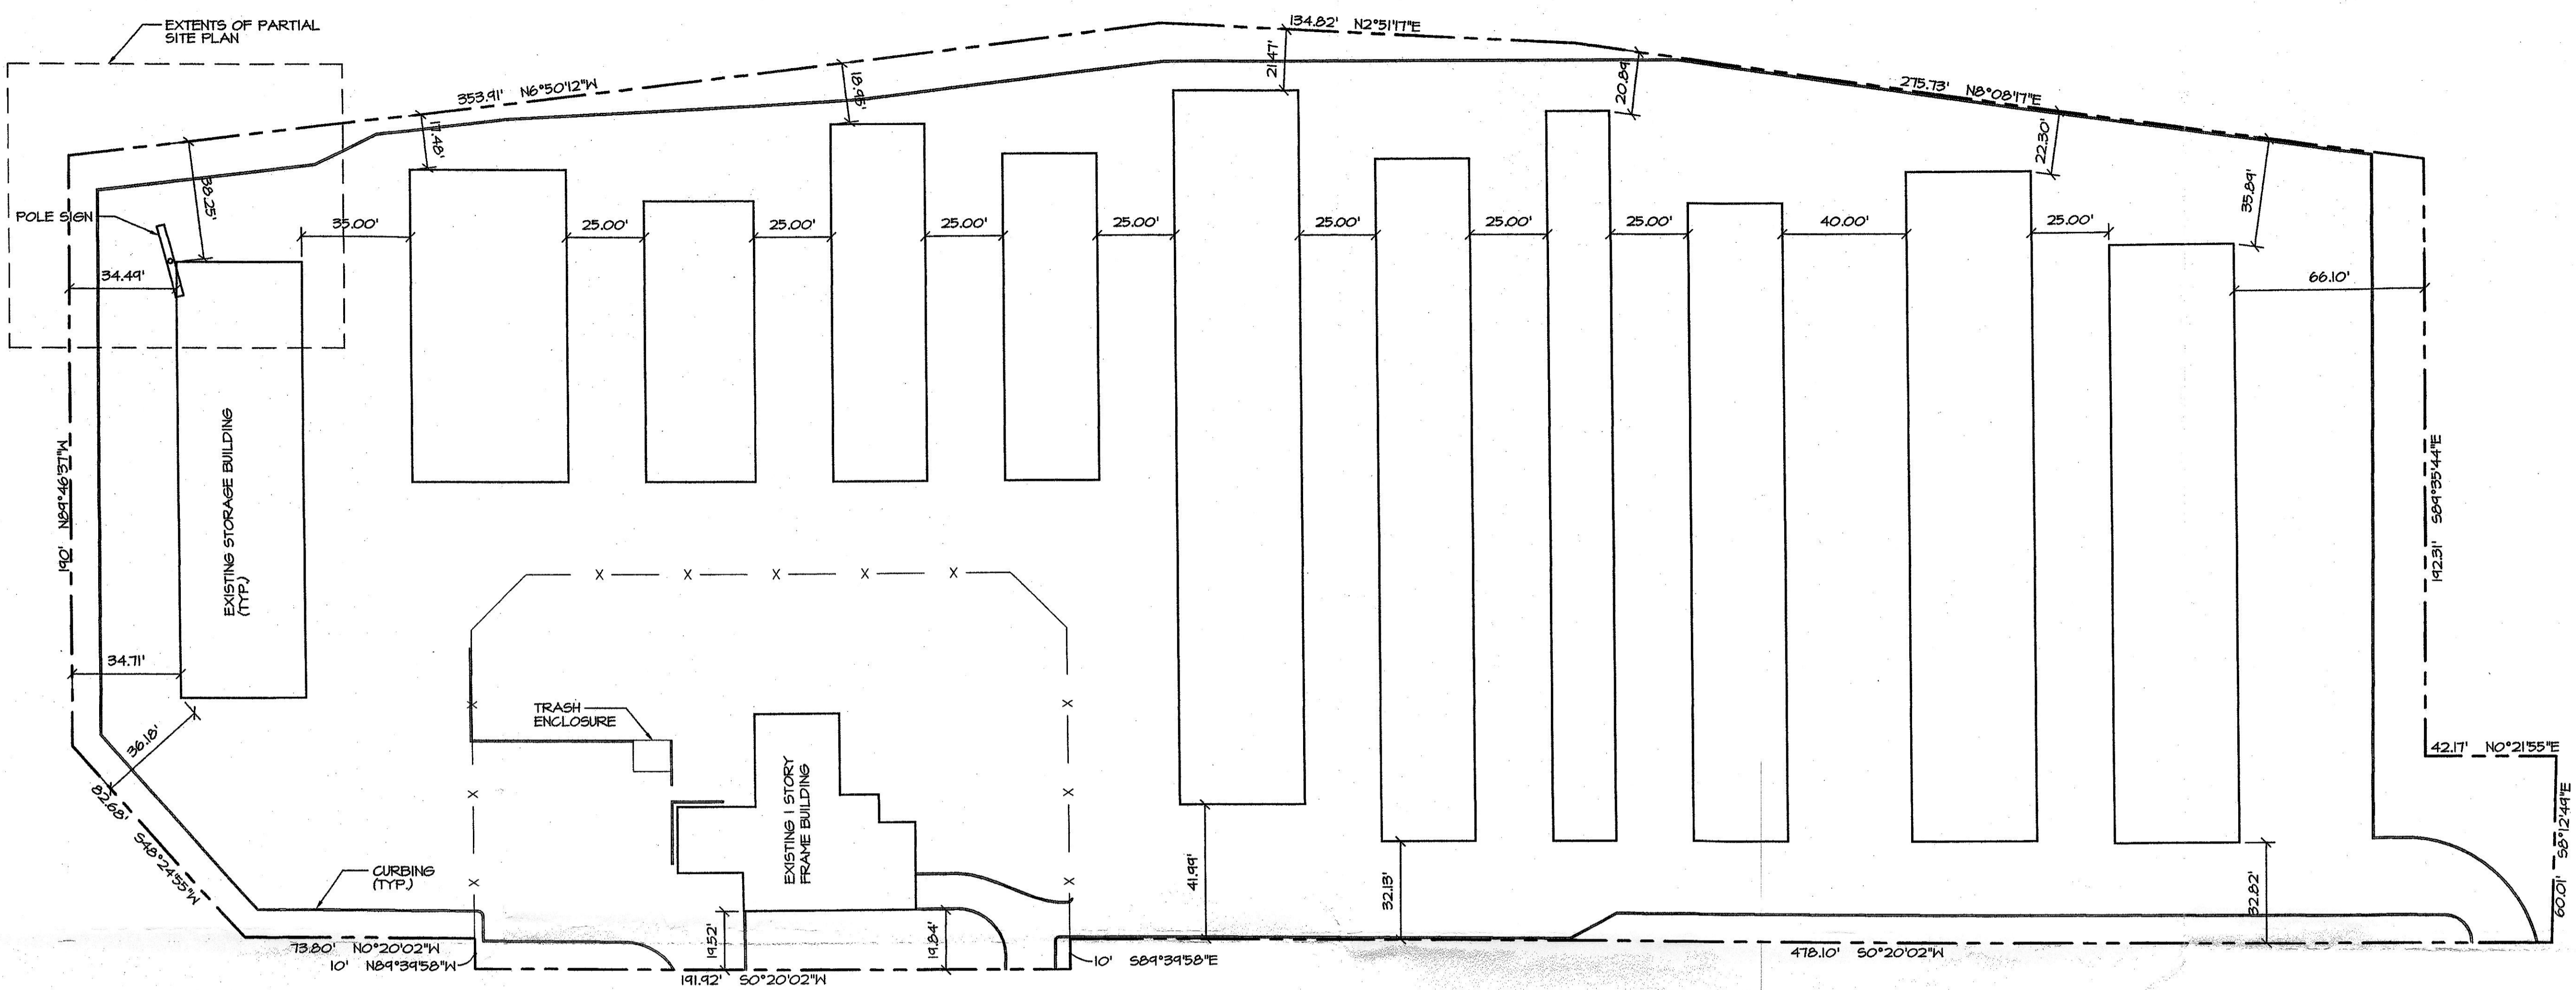 EXTENTS OF PARTIAL
SITE PLAN
134.82' N2°51'17"E
353.91' N6°50'12"W
275.73' N8°08'17"E
21.47'
18.95'
20.89'
17.48'
22.30'
38.25'
35.89'
POLE SIGN
35.00'
25.00'
25.00'
25.00'
25.00'
25.00'
25.00'
25.00'
40.00'
25.00'
34.49'
66.10'
190' N89°46'37"W
EXISTING STORAGE BUILDING
(TYP.)
192.31' S89°35'44"E
34.71'
36.18'
82.68' S48°24'55"W
TRASH
ENCLOSURE
EXISTING 1 STORY
FRAME BUILDING
42.17' N0°21'55"E
60.01' S8°12'49"E
CURBING
(TYP.)
41.99'
32.13'
32.82'
19.52'
19.84'
73.80' N0°20'02"W
10' N89°39'58"W
191.92' S0°20'02"W
10' S89°39'58"E
478.10' S0°20'02"W